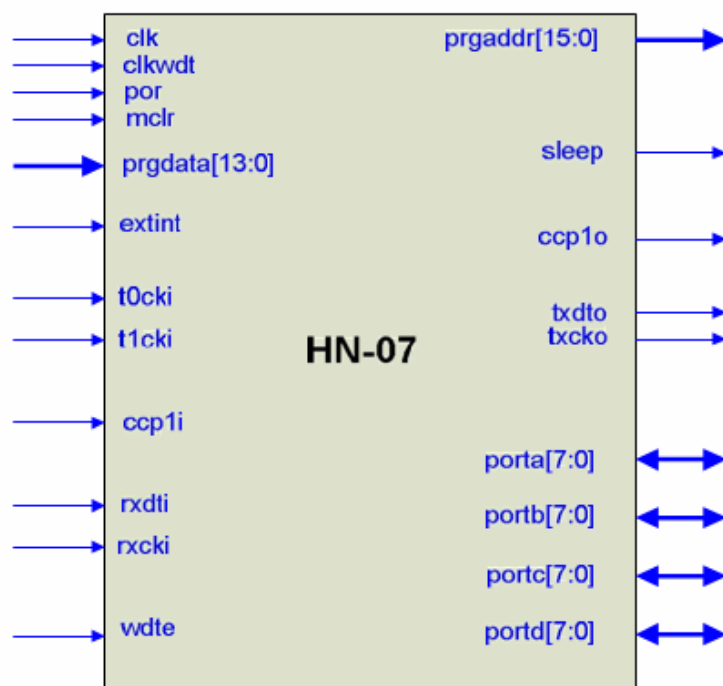 clk
clkwdt
por
mclr
prgdata[13:0]
extint
t0cki
t1cki
ccp1i
rxdti
rxcki
wdte
HN-07
prgaddr[15:0]
sleep
ccp1o
txdto
txcko
porta[7:0]
portb[7:0]
portc[7:0]
portd[7:0]